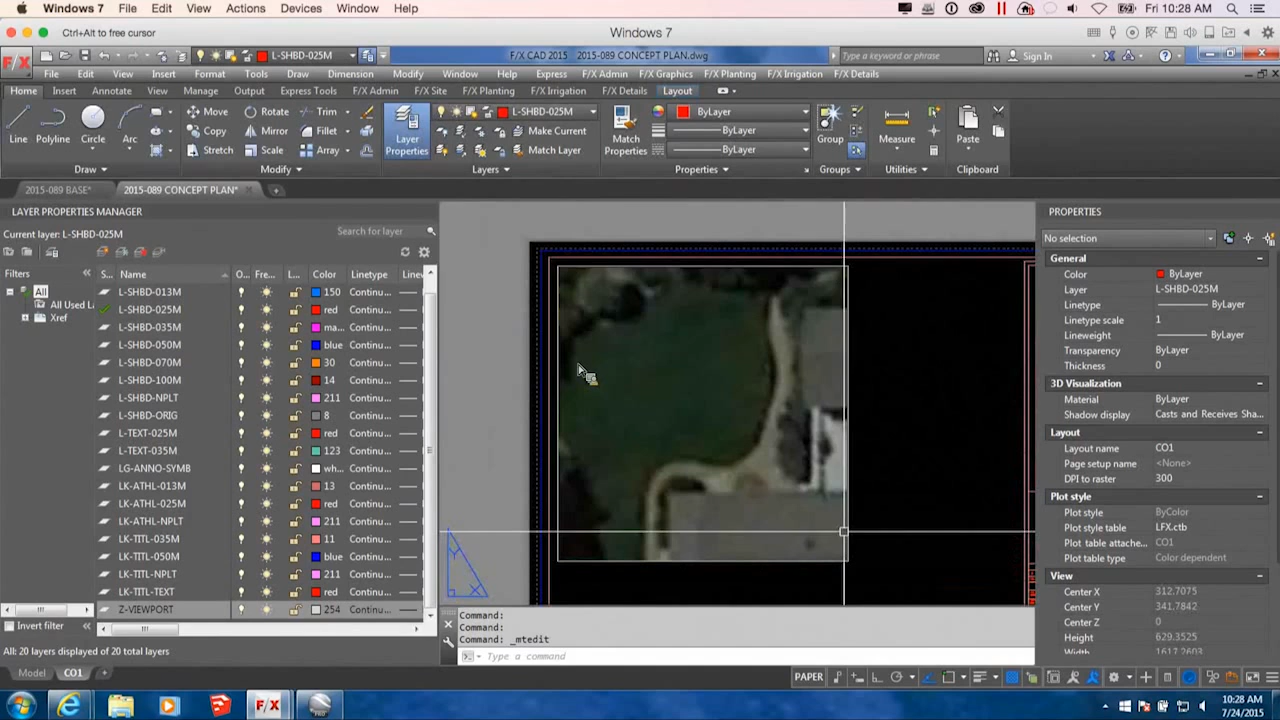 Windows 7 File Edit View Actions Devices Window Help Fri 10:28 AM
Ctrl+Alt to free cursor Windows 7
F/X L-SHBD-025M F/X CAD 2015 2015-089 CONCEPT PLAN.dwg Type a keyword or phrase Sign In
File Edit View Insert Format Tools Draw Dimension Modify Window Help Express F/X Admin F/X Graphics F/X Planting F/X Irrigation F/X Details
Home Insert Annotate View Manage Output Express Tools F/X Admin F/X Site F/X Planting F/X Irrigation F/X Details Layout
Line Polyline Circle Arc
Move Rotate Trim
Copy Mirror Fillet
Stretch Scale Array
Layer Properties
L-SHBD-025M
Make Current
Match Layer
Match Properties
ByLayer
ByLayer
ByLayer
Group Measure Paste
Draw Modify Layers Properties Groups Utilities Clipboard
2015-089 BASE* 2015-089 CONCEPT PLAN*
LAYER PROPERTIES MANAGER
Current layer: L-SHBD-025M Search for layer
Filters
All
All Used La
Xref
S... Name O... Fre... L... Color Linetype Linev
L-SHBD-013M 150 Continu...
L-SHBD-025M red Continu...
L-SHBD-035M ma... Continu...
L-SHBD-050M blue Continu...
L-SHBD-070M 30 Continu...
L-SHBD-100M 14 Continu...
L-SHBD-NPLT 211 Continu...
L-SHBD-ORIG 8 Continu...
L-TEXT-025M red Continu...
L-TEXT-035M 123 Continu...
LG-ANNO-SYMB wh... Continu...
LK-ATHL-013M 13 Continu...
LK-ATHL-025M red Continu...
LK-ATHL-NPLT 211 Continu...
LK-TITL-035M 11 Continu...
LK-TITL-050M blue Continu...
LK-TITL-NPLT 211 Continu...
LK-TITL-TEXT red Continu...
Z-VIEWPORT 254 Continu...
Invert filter
All: 20 layers displayed of 20 total layers
Y
X
Command:
Command:
Command: _mtedit
Type a command
PROPERTIES
No selection
General
Color ByLayer
Layer L-SHBD-025M
Linetype ByLayer
Linetype scale 1
Lineweight ByLayer
Transparency ByLayer
Thickness 0
3D Visualization
Material ByLayer
Shadow display Casts and Receives Sha...
Layout
Layout name CO1
Page setup name <None>
DPI to raster 300
Plot style
Plot style ByColor
Plot style table LFX.ctb
Plot table attache... CO1
Plot table type Color dependent
View
Center X 312.7075
Center Y 341.7842
Center Z 0
Height 629.3525
Width 1617.2603
Model CO1 PAPER
F/X
10:28 AM
7/24/2015